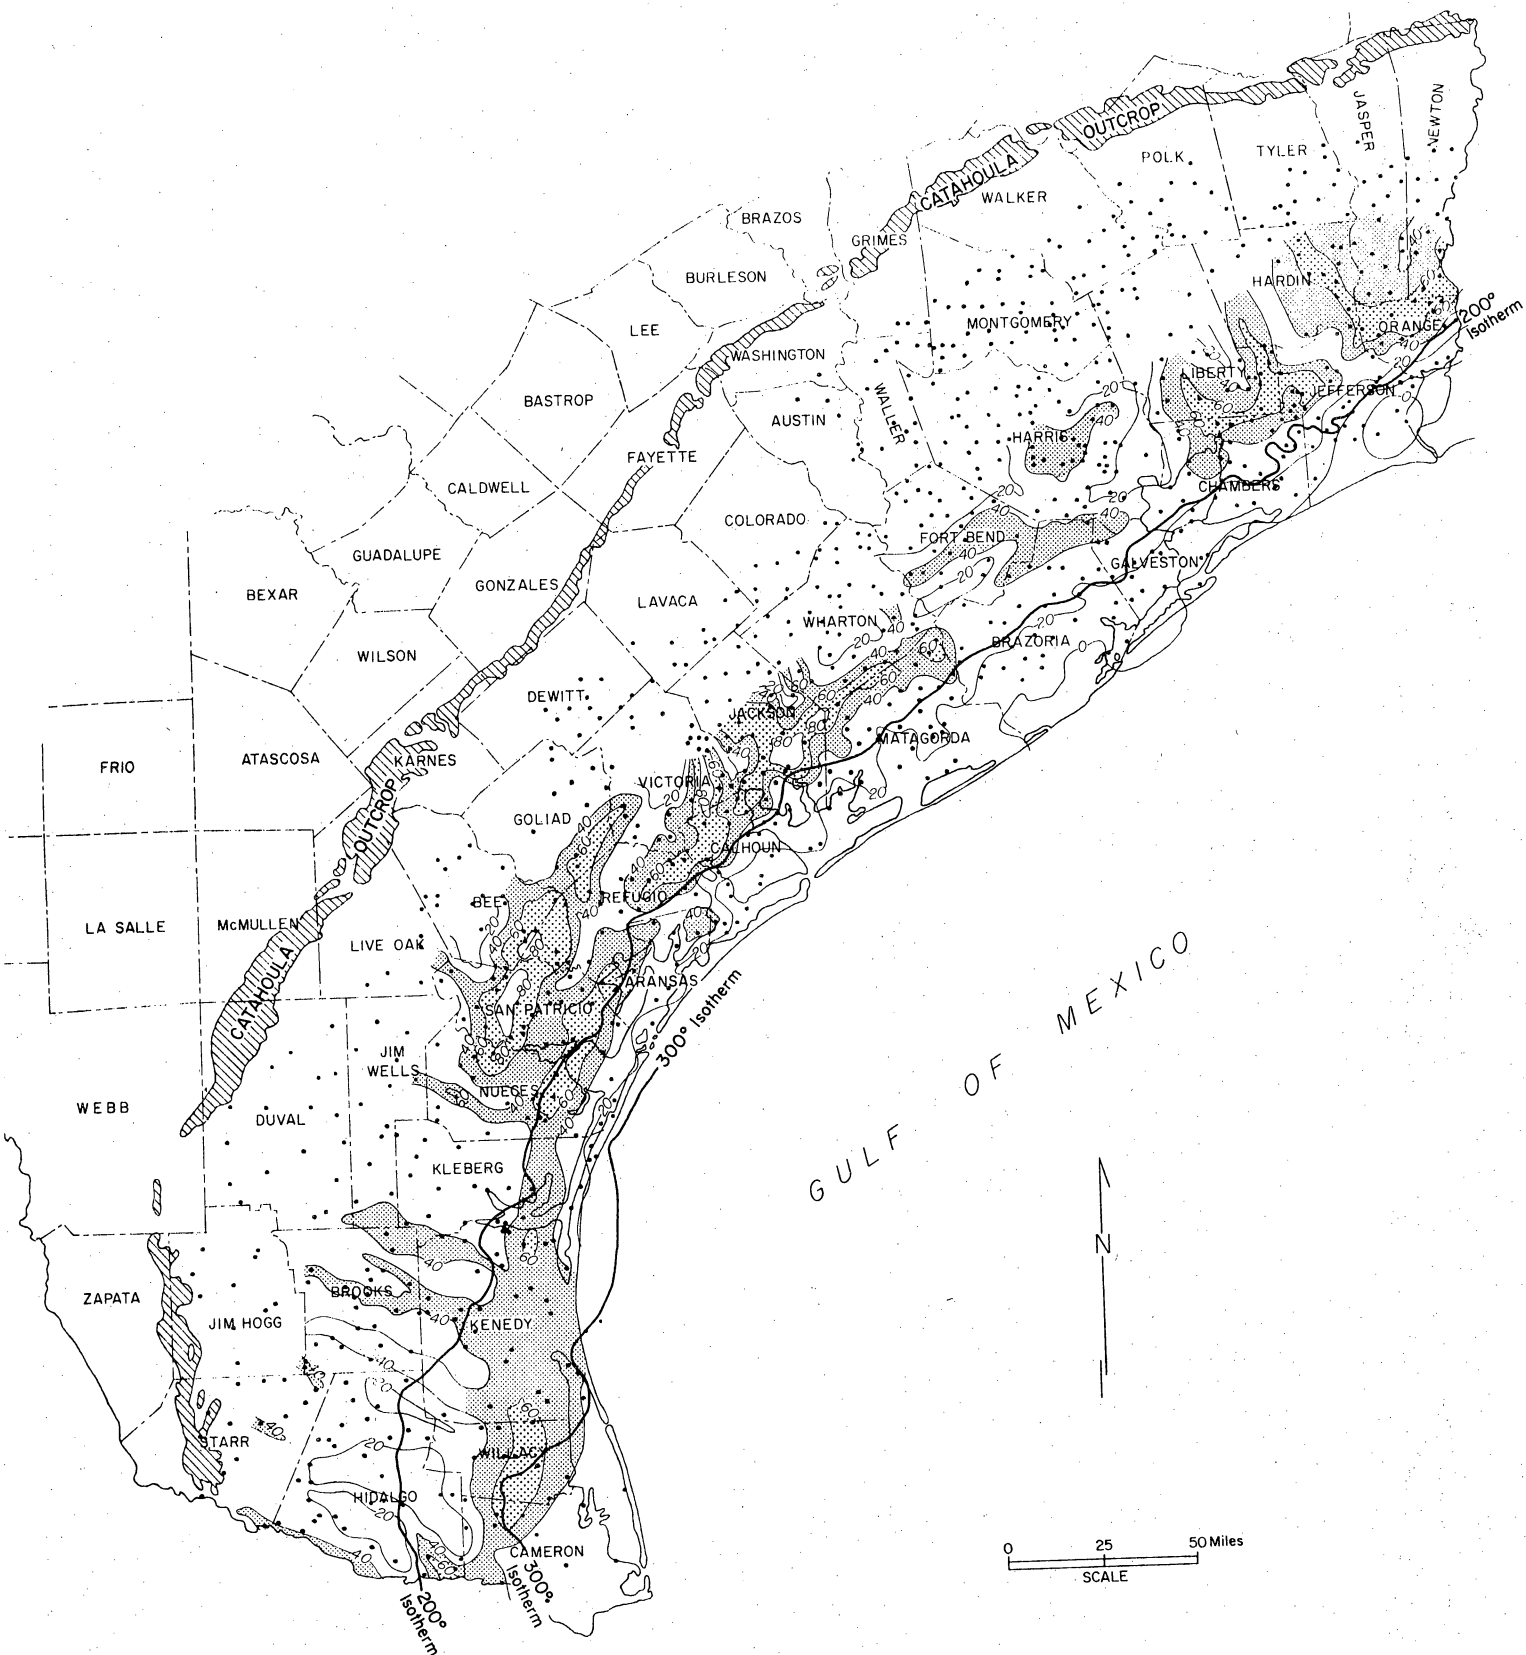 CATAHOULA
OUTCROP
JASPER
NEWTON
POLK
TYLER
WALKER
BRAZOS
GRIMES
BURLESON
HARDIN
LEE
MONTGOMERY
ORANGE
200°
Isotherm
WASHINGTON
LIBERTY
JEFFERSON
BASTROP
AUSTIN
WALLER
HARRIS
FAYETTE
CALDWELL
CHAMBERS
COLORADO
FORT BEND
GUADALUPE
GALVESTON
GONZALES
BEXAR
LAVACA
WHARTON
BRAZORIA
WILSON
DEWITT
JACKSON
MATAGORDA
FRIO
ATASCOSA
KARNES
VICTORIA
OUTCROP
GOLIAD
CALHOUN
BEE
REFUGIO
LA SALLE
McMULLEN
LIVE OAK
CATAHOULA
ARANSAS
SAN PATRICIO
300° Isotherm
GULF OF MEXICO
JIM
WELLS
NUECES
WEBB
DUVAL
KLEBERG
N
ZAPATA
BROOKS
JIM HOGG
KENEDY
STARR
WILLACY
HIDALGO
CAMERON
200°
Isotherm
300°
Isotherm
0 25 50 Miles
SCALE